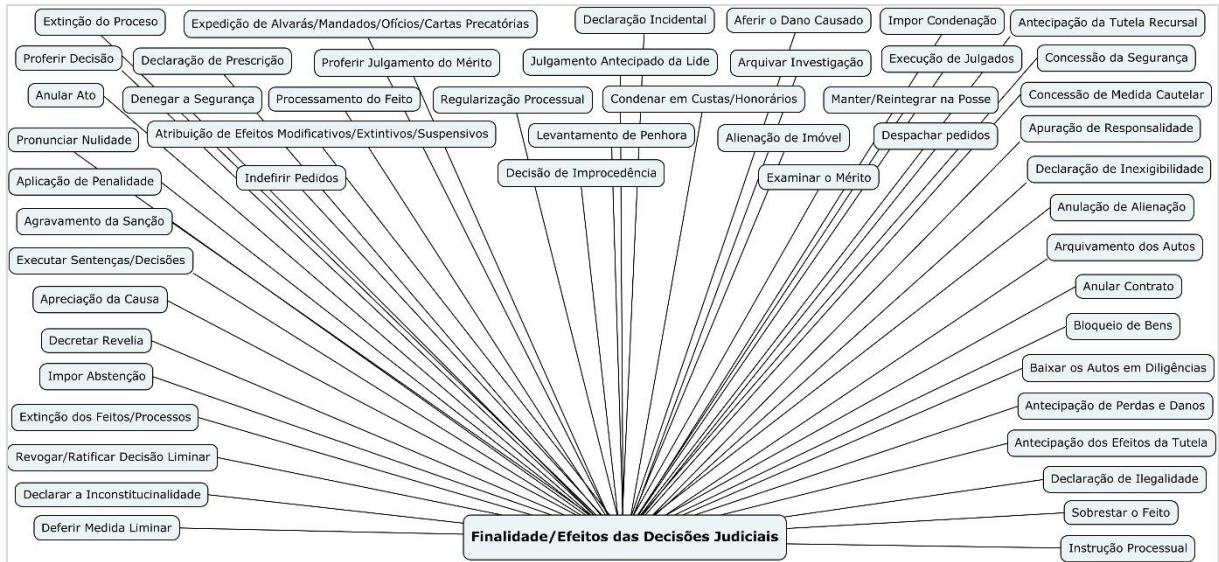 Extinção do Proceso
Expedição de Alvarás/Mandados/Ofícios/Cartas Precatórias
Declaração Incidental
Aferir o Dano Causado
Impor Condenação
Antecipação da Tutela Recursal
Proferir Decisão
Declaração de Prescrição
Proferir Julgamento do Mérito
Julgamento Antecipado da Lide
Arquivar Investigação
Execução de Julgados
Concessão da Segurança
Anular Ato
Denegar a Segurança
Processamento do Feito
Regularização Processual
Condenar em Custas/Honorários
Manter/Reintegrar na Posse
Concessão de Medida Cautelar
Pronunciar Nulidade
Atribuição de Efeitos Modificativos/Extintivos/Suspensivos
Levantamento de Penhora
Alienação de Imóvel
Despachar pedidos
Apuração de Responsalidade
Aplicação de Penalidade
Indefirir Pedidos
Decisão de Improcedência
Examinar o Mérito
Declaração de Inexigibilidade
Agravamento da Sanção
Anulação de Alienação
Executar Sentenças/Decisões
Arquivamento dos Autos
Apreciação da Causa
Anular Contrato
Decretar Revelia
Bloqueio de Bens
Impor Abstenção
Baixar os Autos em Diligências
Extinção dos Feitos/Processos
Antecipação de Perdas e Danos
Revogar/Ratificar Decisão Liminar
Antecipação dos Efeitos da Tutela
Declarar a Inconstitucinalidade
Declaração de Ilegalidade
Deferir Medida Liminar
Sobrestar o Feito
Finalidade/Efeitos das Decisões Judiciais
Instrução Processual